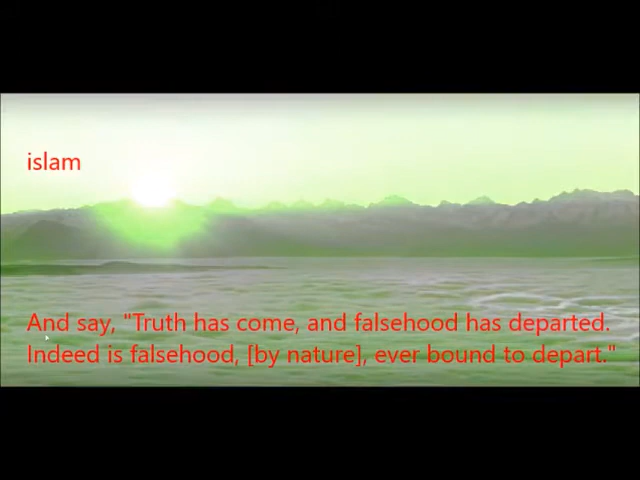 islam
And say, "Truth has come, and falsehood has departed.
Indeed is falsehood, [by nature], ever bound to depart."